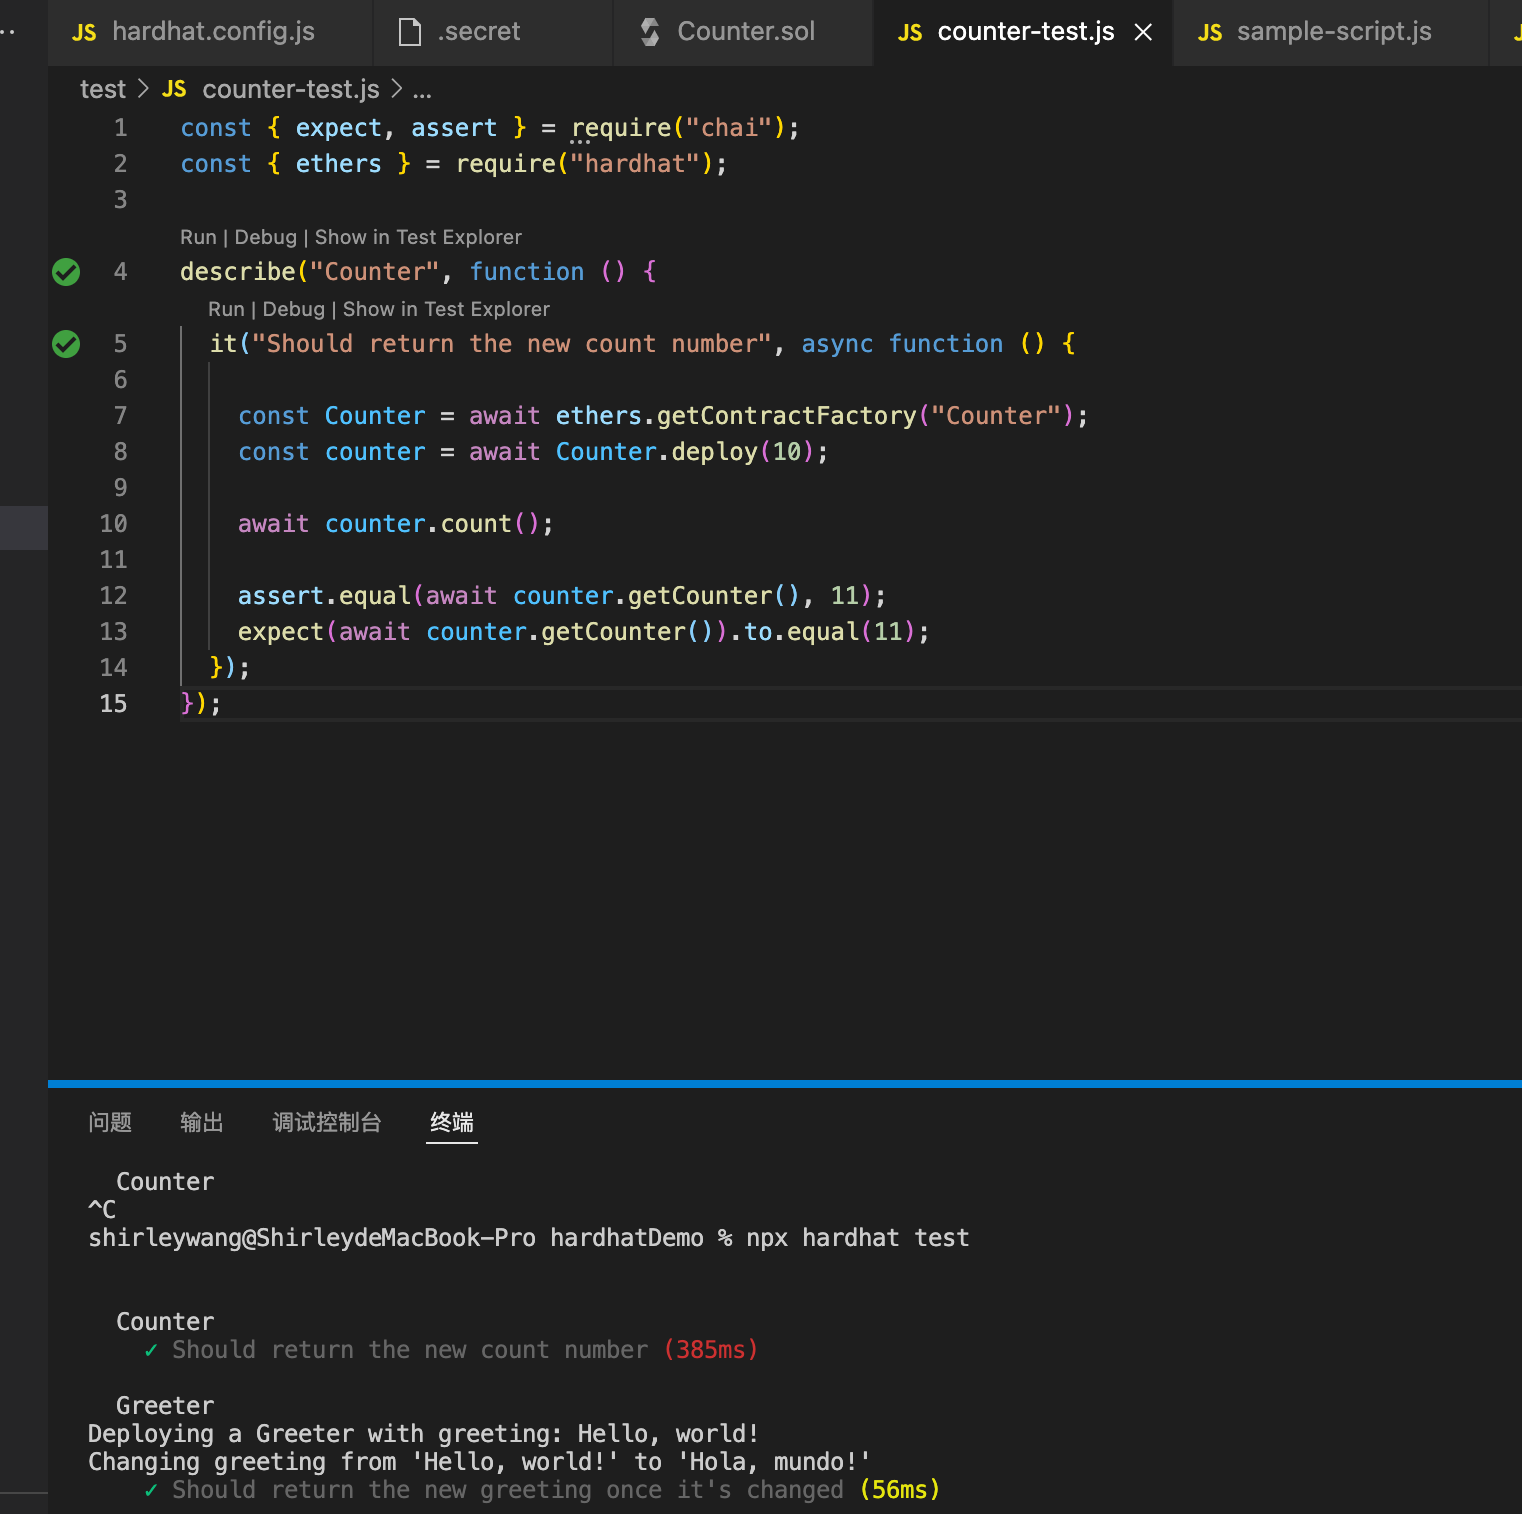 JS hardhat.config.js .secret Counter.sol JS counter-test.js JS sample-script.js
test > JS counter-test.js > ...
1 const { expect, assert } = require("chai");
2 const { ethers } = require("hardhat");
3
Run | Debug | Show in Test Explorer
4 describe("Counter", function () {
Run | Debug | Show in Test Explorer
5 it("Should return the new count number", async function () {
6
7 const Counter = await ethers.getContractFactory("Counter");
8 const counter = await Counter.deploy(10);
9
10 await counter.count();
11
12 assert.equal(await counter.getCounter(), 11);
13 expect(await counter.getCounter()).to.equal(11);
14 });
15 });
问题 输出 调试控制台 终端
Counter
^C
shirleywang@ShirleydeMacBook-Pro hardhatDemo % npx hardhat test
Counter
✓ Should return the new count number (385ms)
Greeter
Deploying a Greeter with greeting: Hello, world!
Changing greeting from 'Hello, world!' to 'Hola, mundo!'
✓ Should return the new greeting once it's changed (56ms)